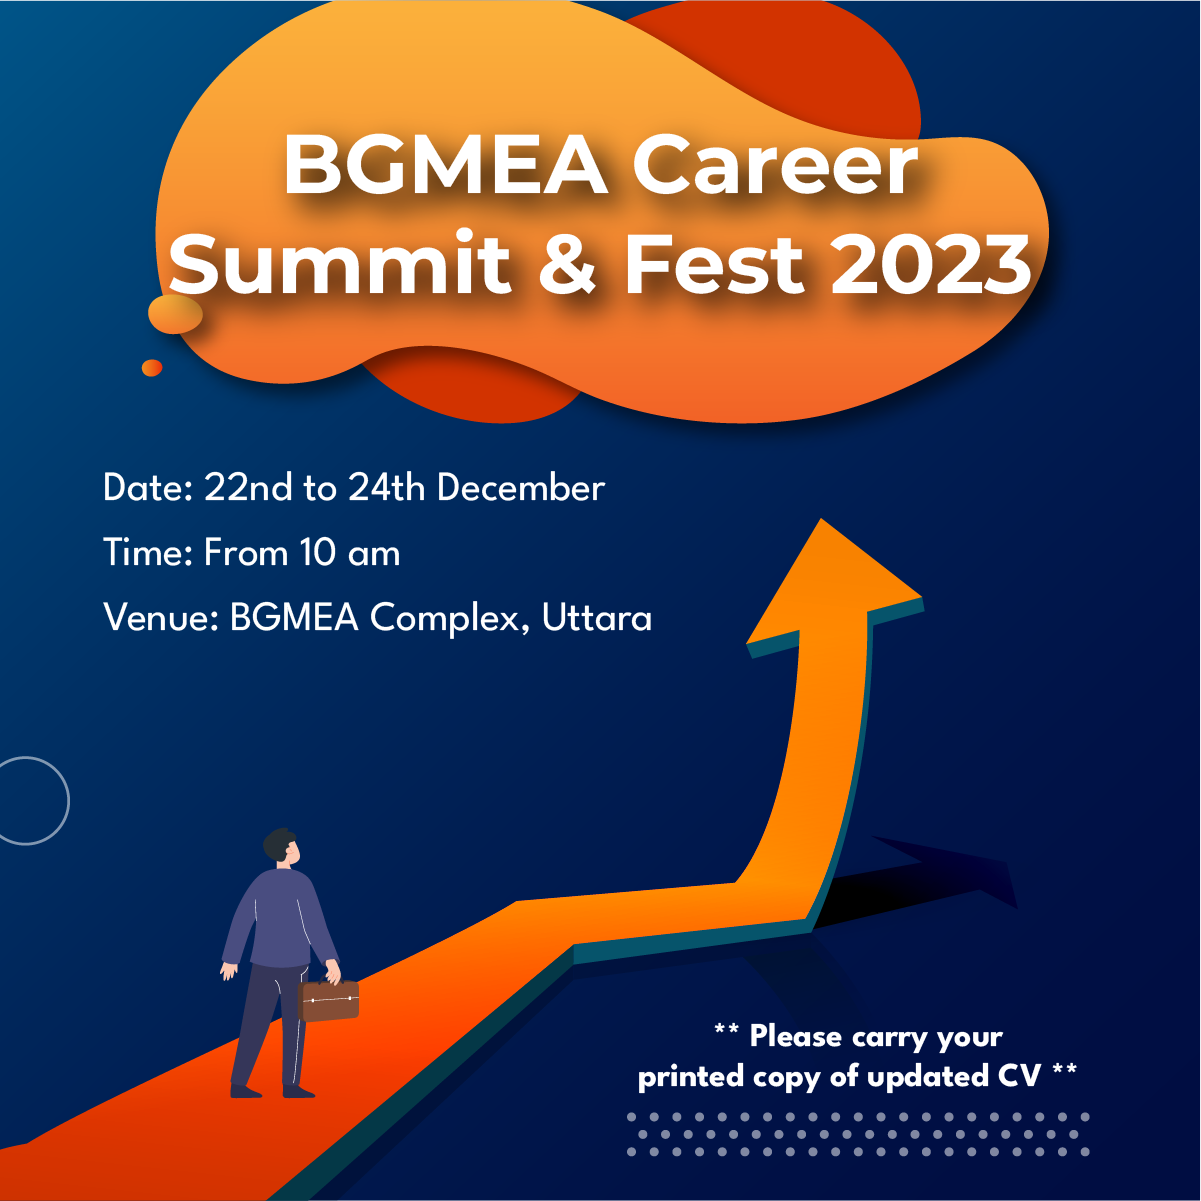 BGMEA Career
Summit & Fest 2023
Date: 22nd to 24th December
Time: From 10 am
Venue: BGMEA Complex, Uttara
** Please carry your
printed copy of updated CV **